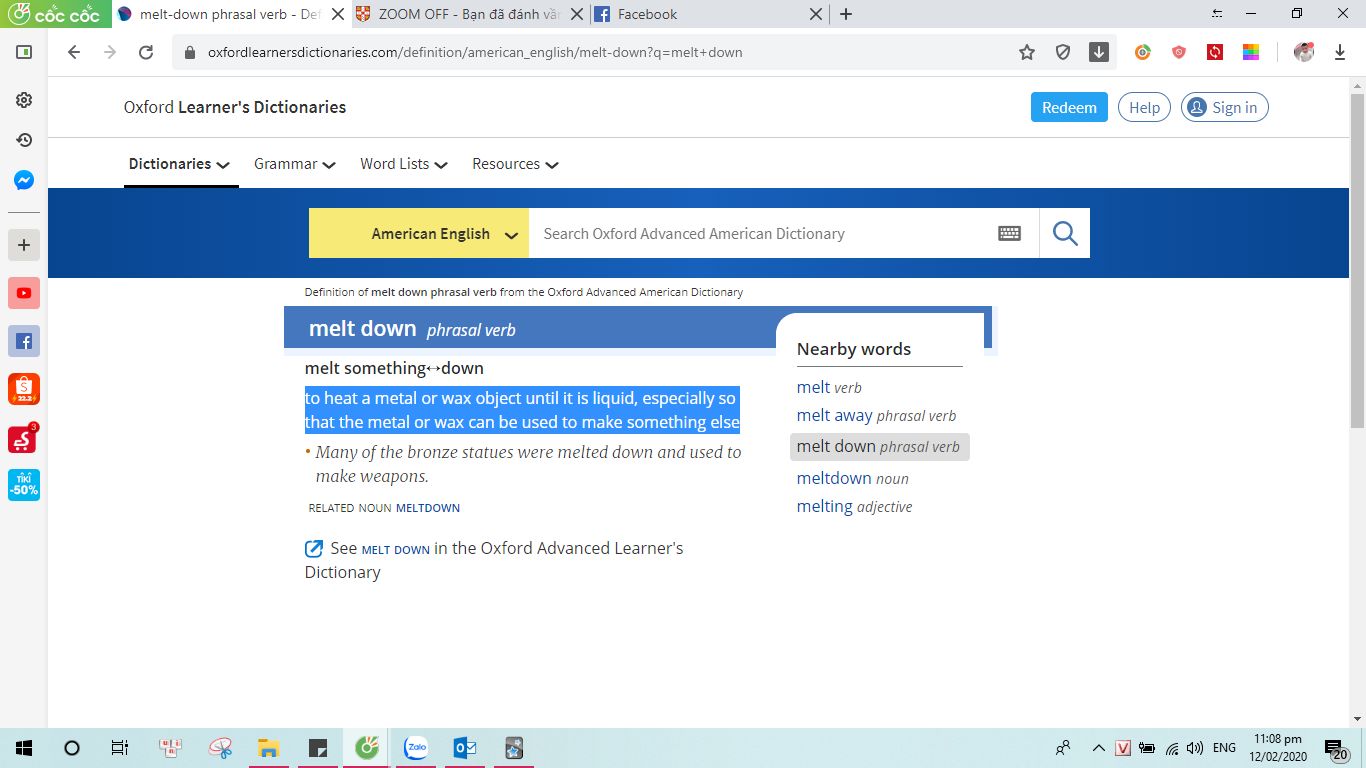 cốc cốc
melt-down phrasal verb - Def
ZOOM OFF - Bạn đã đánh vần
Facebook
oxfordlearnersdictionaries.com/definition/american_english/melt-down?q=melt+down
Oxford Learner's Dictionaries
Redeem
Help
Sign in
Dictionaries
Grammar
Word Lists
Resources
American English
Search Oxford Advanced American Dictionary
Definition of melt down phrasal verb from the Oxford Advanced American Dictionary
melt down phrasal verb
melt something↔down
to heat a metal or wax object until it is liquid, especially so
that the metal or wax can be used to make something else
• Many of the bronze statues were melted down and used to
make weapons.
RELATED NOUN MELTDOWN
See MELT DOWN in the Oxford Advanced Learner's
Dictionary
Nearby words
melt verb
melt away phrasal verb
melt down phrasal verb
meltdown noun
melting adjective
22.2
3
TIKI
-50%
Zalo
V
ENG
11:08 pm
12/02/2020
20